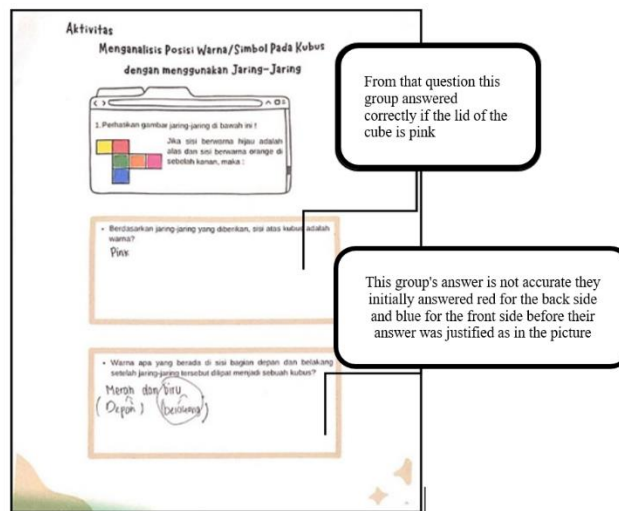 Aktivitas
Menganalisis Posisi Warna/Simbol Pada Kubus
dengan menggunakan Jaring-Jaring
1. Perhatikan gambar jaring-jaring di bawah ini !
Jika sisi berwarna hijau adalah
alas dan sisi berwarna orange di
sebelah kanan, maka :
From that question this
group answered
correctly if the lid of the
cube is pink
• Berdasarkan jaring-jaring yang diberikan, sisi atas kubus adalah
warna?
Pink
This group's answer is not accurate they
initially answered red for the back side
and blue for the front side before their
answer was justified as in the picture
• Warna apa yang berada di sisi bagian depan dan belakang
setelah jaring-jaring tersebut dilipat menjadi sebuah kubus?
Merah dan biru
(Depan) (belakang)